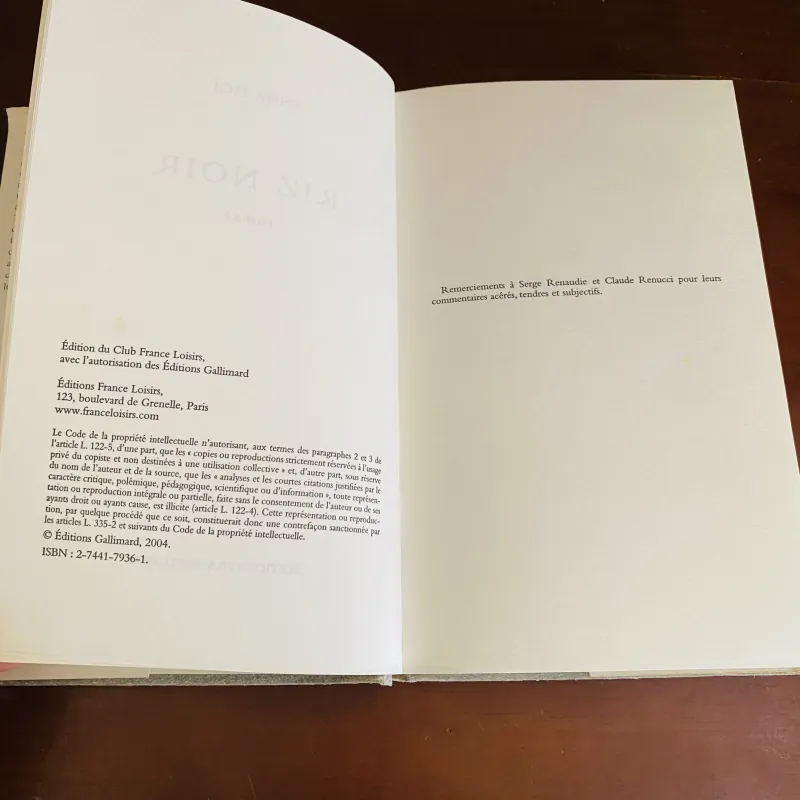 RIZ NOIR
Édition du Club France Loisirs,
avec l'autorisation des Éditions Gallimard
Éditions France Loisirs,
123, boulevard de Grenelle, Paris
www.franceloisirs.com
Le Code de la propriété intellectuelle n'autorisant, aux termes des paragraphes 2 et 3 de
l'article L. 122-5, d'une part, que les « copies ou reproductions strictement réservées à l'usage
privé du copiste et non destinées à une utilisation collective » et, d'autre part, sous réserve
du nom de l'auteur et de la source, que les « analyses et les courtes citations justifiées par le
caractère critique, polémique, pédagogique, scientifique ou d'information », toute représen-
tation ou reproduction intégrale ou partielle, faite sans le consentement de l'auteur ou de ses
ayants droit ou ayants cause, est illicite (article L. 122-4). Cette représentation ou reproduc-
tion, par quelque procédé que ce soit, constituerait donc une contrefaçon sanctionnée par
les articles L. 335-2 et suivants du Code de la propriété intellectuelle.
© Éditions Gallimard, 2004.
ISBN : 2-7441-7936-1.
Remerciements à Serge Renaudie et Claude Renucci pour leurs
commentaires acérés, tendres et subjectifs.